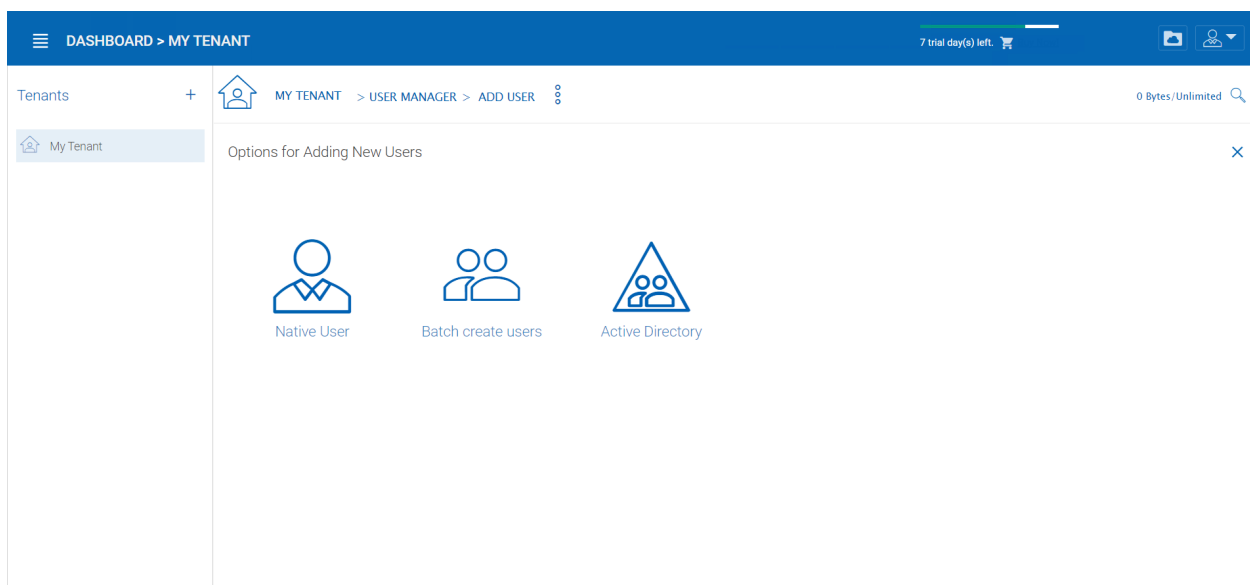 DASHBOARD > MY TENANT
7 trial day(s) left.
Tenants +
MY TENANT > USER MANAGER > ADD USER
0 Bytes/Unlimited
My Tenant
Options for Adding New Users
Native User
Batch create users
Active Directory